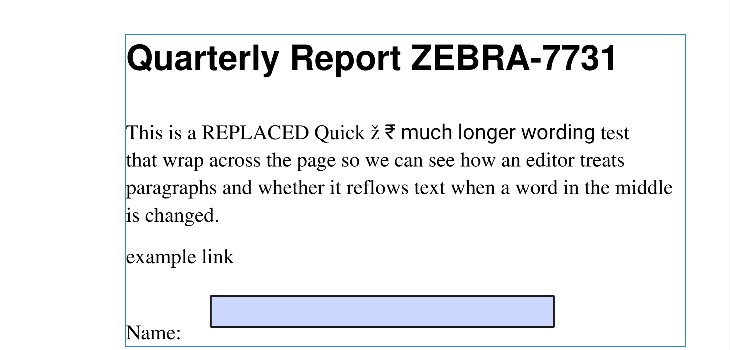 Quarterly Report ZEBRA-7731
This is a REPLACED Quick ž ₹ much longer wording test
that wrap across the page so we can see how an editor treats
paragraphs and whether it reflows text when a word in the middle
is changed.
example link
Name: